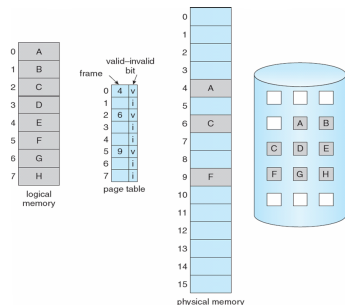 0 A
1 B
2 C
3 D
4 E
5 F
6 G
7 H
logical
memory
valid–invalid
bit
frame
0 4 v
1 i
2 6 v
3 i
4 i
5 9 v
6 i
7 i
page table
0
1
2
3
4 A
5
6 C
7
8
9 F
10
11
12
13
14
15
physical memory
A B
C D E
F G H